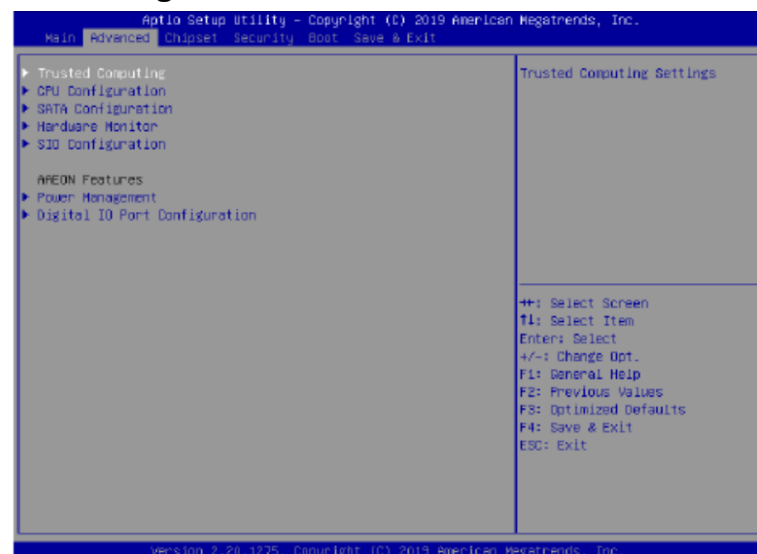 Aptio Setup Utility – Copyright (C) 2019 American Megatrends, Inc.
Main Advanced Chipset Security Boot Save & Exit
▶ Trusted Computing
▶ CPU Configuration
▶ SATA Configuration
▶ Hardware Monitor
▶ SIO Configuration
AAEON Features
▶ Power Management
▶ Digital IO Port Configuration
Trusted Computing Settings
→←: Select Screen
↑↓: Select Item
Enter: Select
+/-: Change Opt.
F1: General Help
F2: Previous Values
F3: Optimized Defaults
F4: Save & Exit
ESC: Exit
Version 2.20.1275. Copyright (C) 2019 American Megatrends, Inc.